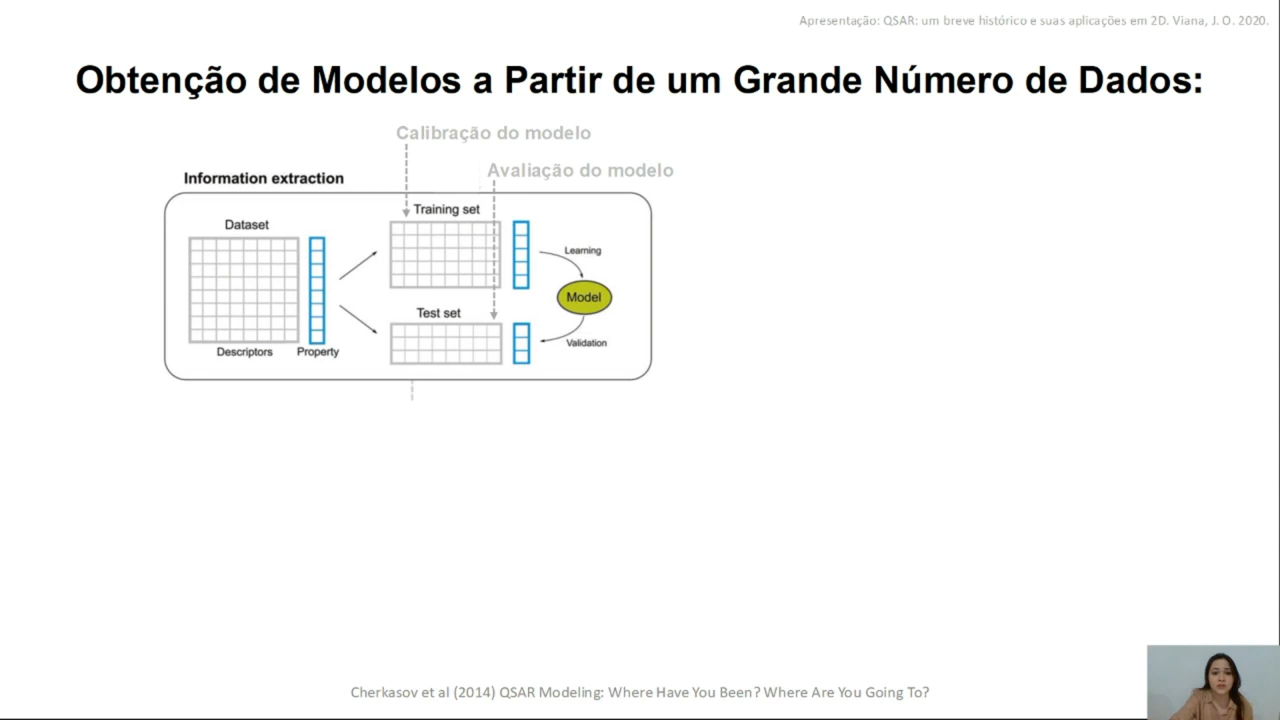 Apresentação: QSAR: um breve histórico e suas aplicações em 2D. Viana, J. O. 2020.
Obtenção de Modelos a Partir de um Grande Número de Dados:
Calibração do modelo
Avaliação do modelo
Information extraction
Training set
Dataset
Learning
Model
Test set
Validation
Descriptors
Property
Cherkasov et al (2014) QSAR Modeling: Where Have You Been? Where Are You Going To?